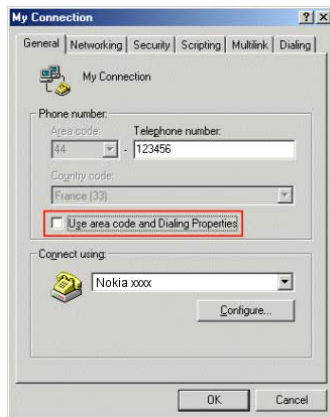 My Connection
General Networking Security Scripting Multilink Dialing
My Connection
Phone number:
Area code: Telephone number:
44 - 123456
Country code:
France (33)
Use area code and Dialing Properties
Connect using:
Nokia xxxx
Configure...
OK Cancel